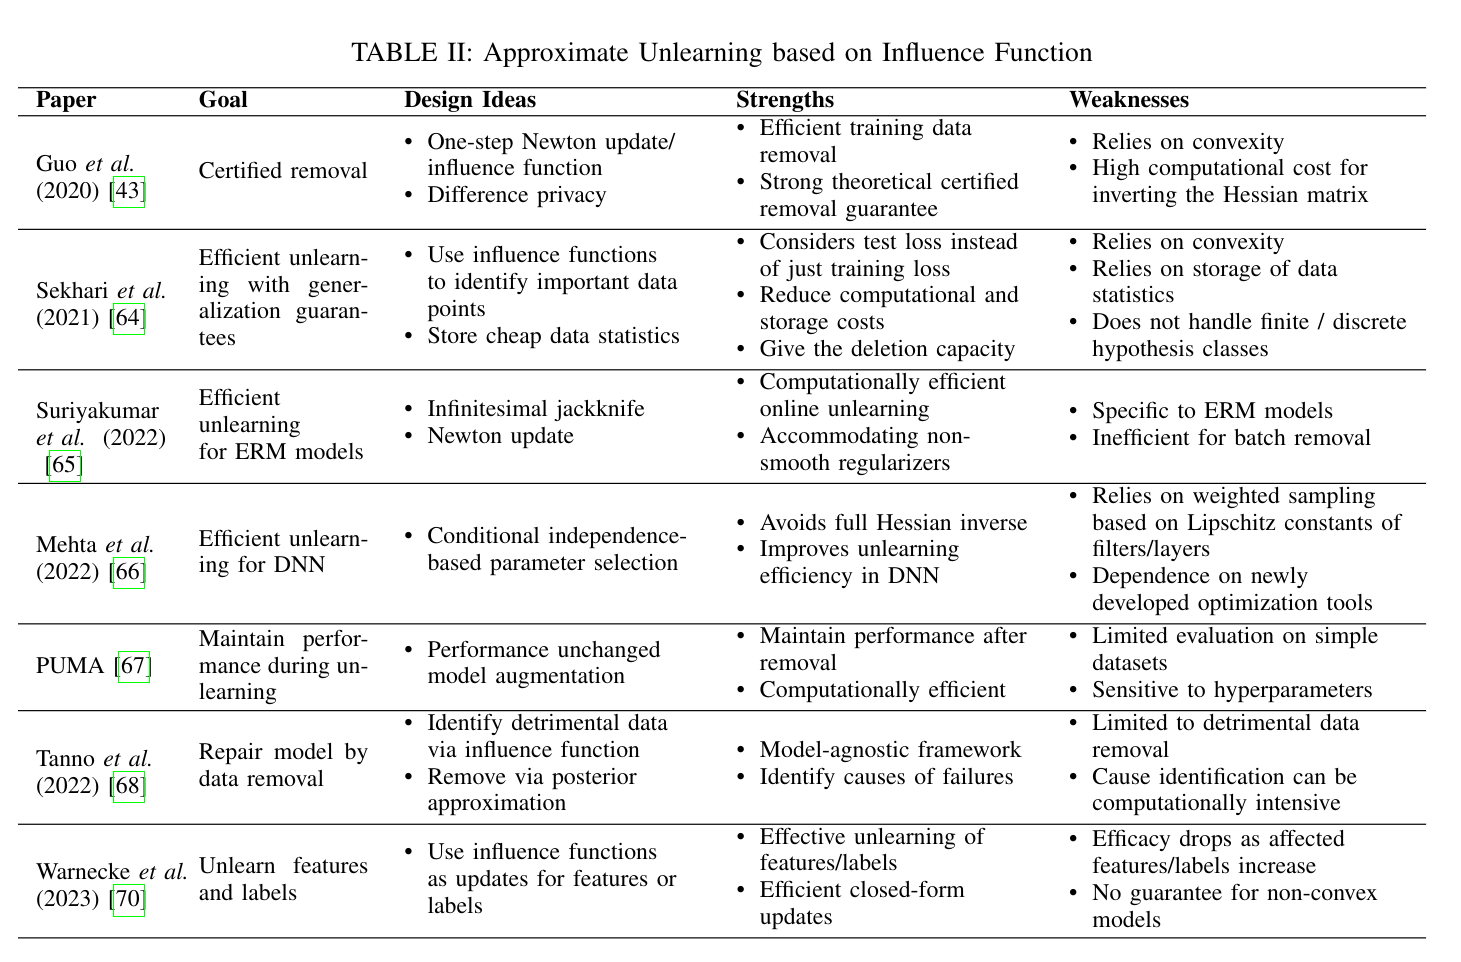 TABLE II: Approximate Unlearning based on Influence Function
Paper Goal Design Ideas Strengths Weaknesses
Guo et al.
(2020) [43]
Certified removal
• One-step Newton update/
influence function
• Difference privacy
• Efficient training data
removal
• Strong theoretical certified
removal guarantee
• Relies on convexity
• High computational cost for
inverting the Hessian matrix
Sekhari et al.
(2021) [64]
Efficient unlearn-
ing with gener-
alization guaran-
tees
• Use influence functions
to identify important data
points
• Store cheap data statistics
• Considers test loss instead
of just training loss
• Reduce computational and
storage costs
• Give the deletion capacity
• Relies on convexity
• Relies on storage of data
statistics
• Does not handle finite / discrete
hypothesis classes
Suriyakumar
et al. (2022)
[65]
Efficient
unlearning
for ERM models
• Infinitesimal jackknife
• Newton update
• Computationally efficient
online unlearning
• Accommodating non-
smooth regularizers
• Specific to ERM models
• Inefficient for batch removal
Mehta et al.
(2022) [66]
Efficient unlearn-
ing for DNN
• Conditional independence-
based parameter selection
• Avoids full Hessian inverse
• Improves unlearning
efficiency in DNN
• Relies on weighted sampling
based on Lipschitz constants of
filters/layers
• Dependence on newly
developed optimization tools
PUMA [67]
Maintain perfor-
mance during un-
learning
• Performance unchanged
model augmentation
• Maintain performance after
removal
• Computationally efficient
• Limited evaluation on simple
datasets
• Sensitive to hyperparameters
Tanno et al.
(2022) [68]
Repair model by
data removal
• Identify detrimental data
via influence function
• Remove via posterior
approximation
• Model-agnostic framework
• Identify causes of failures
• Limited to detrimental data
removal
• Cause identification can be
computationally intensive
Warnecke et al.
(2023) [70]
Unlearn features
and labels
• Use influence functions
as updates for features or
labels
• Effective unlearning of
features/labels
• Efficient closed-form
updates
• Efficacy drops as affected
features/labels increase
• No guarantee for non-convex
models